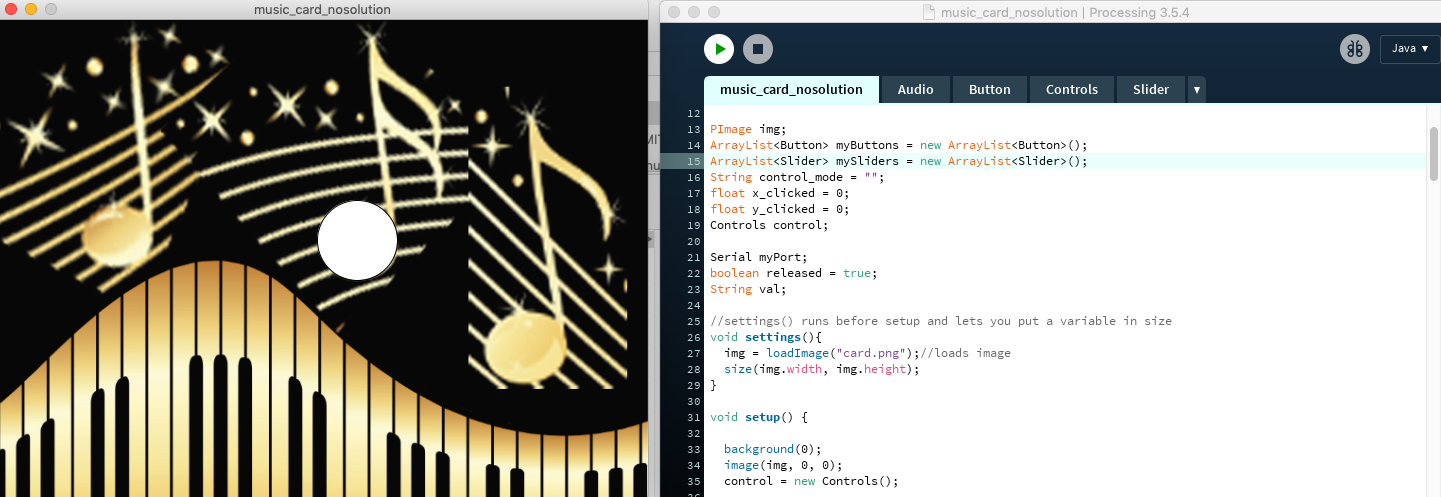 music_card_nosolution
music_card_nosolution | Processing 3.5.4
Java ▼
music_card_nosolution Audio Button Controls Slider ▼
12
13 PImage img;
14 ArrayList<Button> myButtons = new ArrayList<Button>();
15 ArrayList<Slider> mySliders = new ArrayList<Slider>();
16 String control_mode = "";
17 float x_clicked = 0;
18 float y_clicked = 0;
19 Controls control;
20
21 Serial myPort;
22 boolean released = true;
23 String val;
24
25 //settings() runs before setup and lets you put a variable in size
26 void settings(){
27 img = loadImage("card.png");//loads image
28 size(img.width, img.height);
29 }
30
31 void setup() {
32
33 background(0);
34 image(img, 0, 0);
35 control = new Controls();